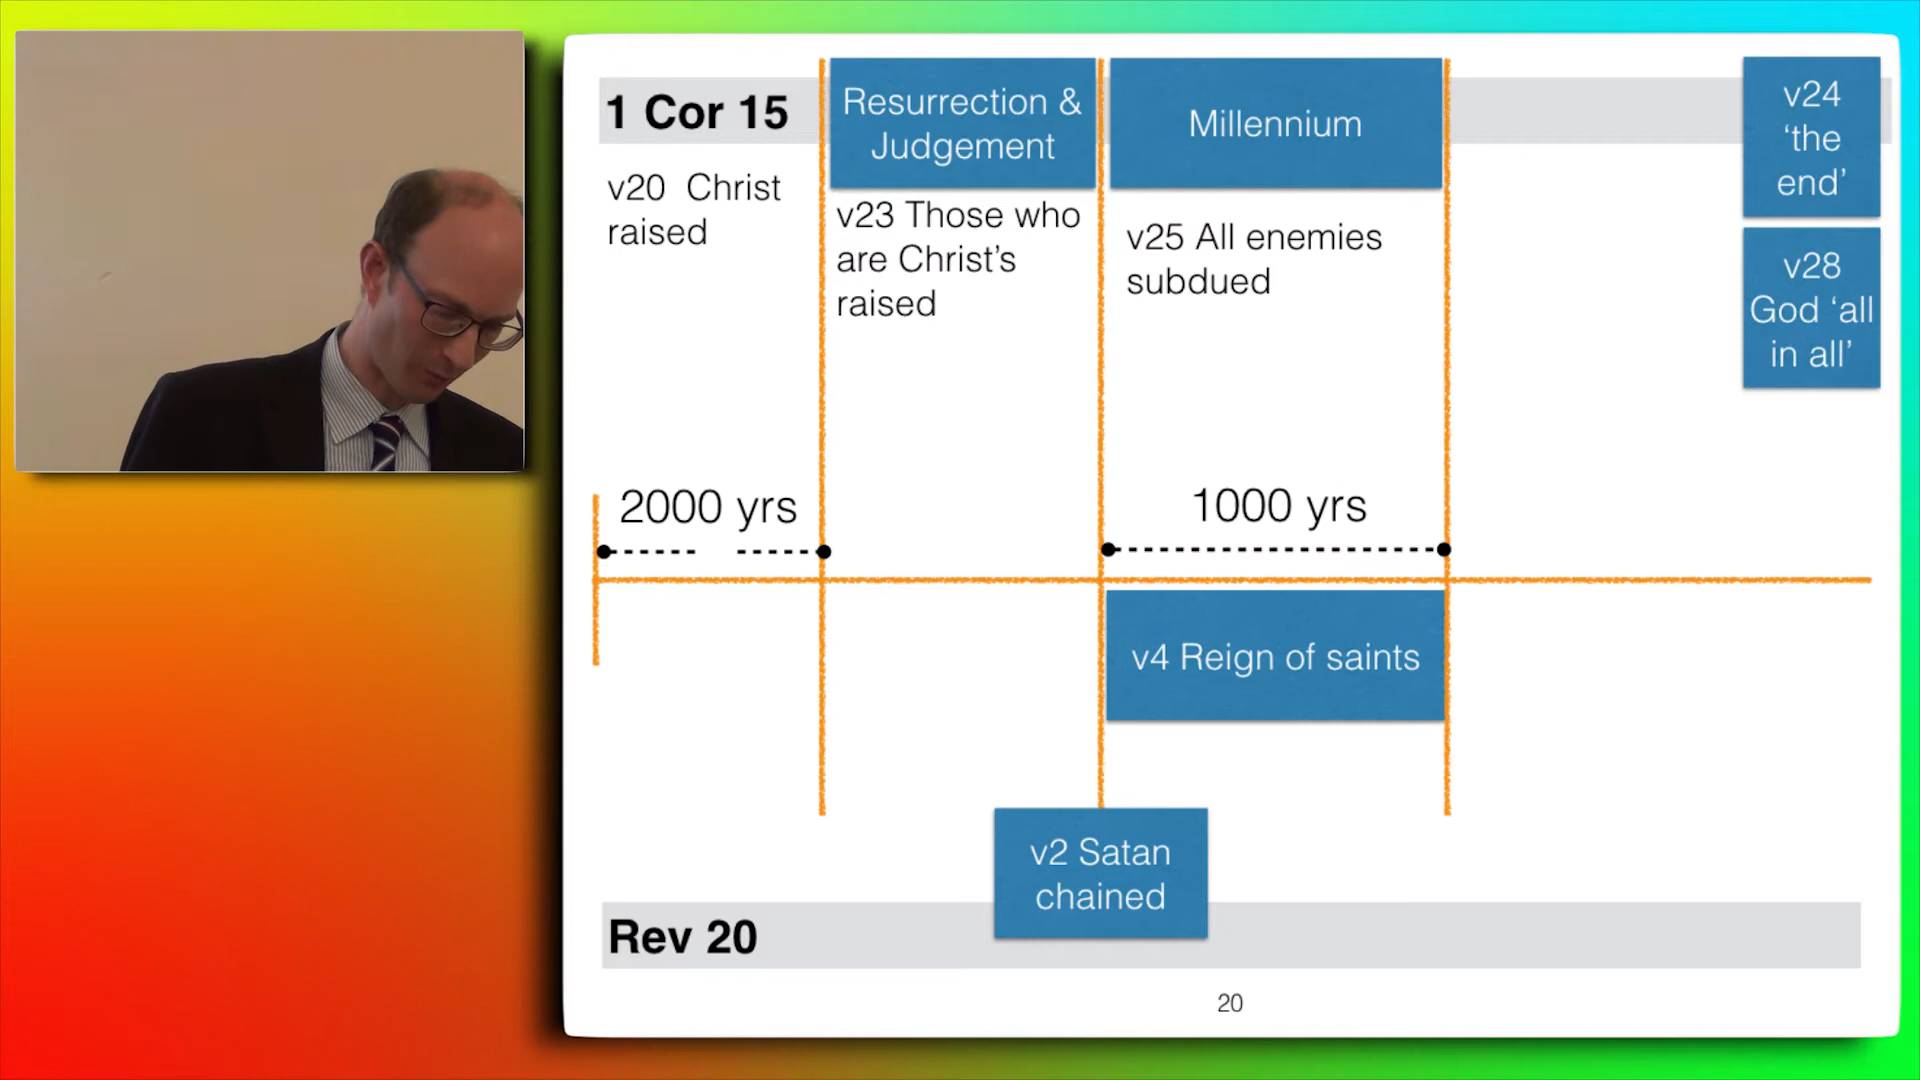 1 Cor 15
v20  Christ
raised
Resurrection &
Judgement
v23 Those who
are Christ's
raised
Millennium
v25 All enemies
subdued
v24
‘the
end’
v28
God ‘all
in all’
2000 yrs
1000 yrs
v4 Reign of saints
v2 Satan
chained
Rev 20
20